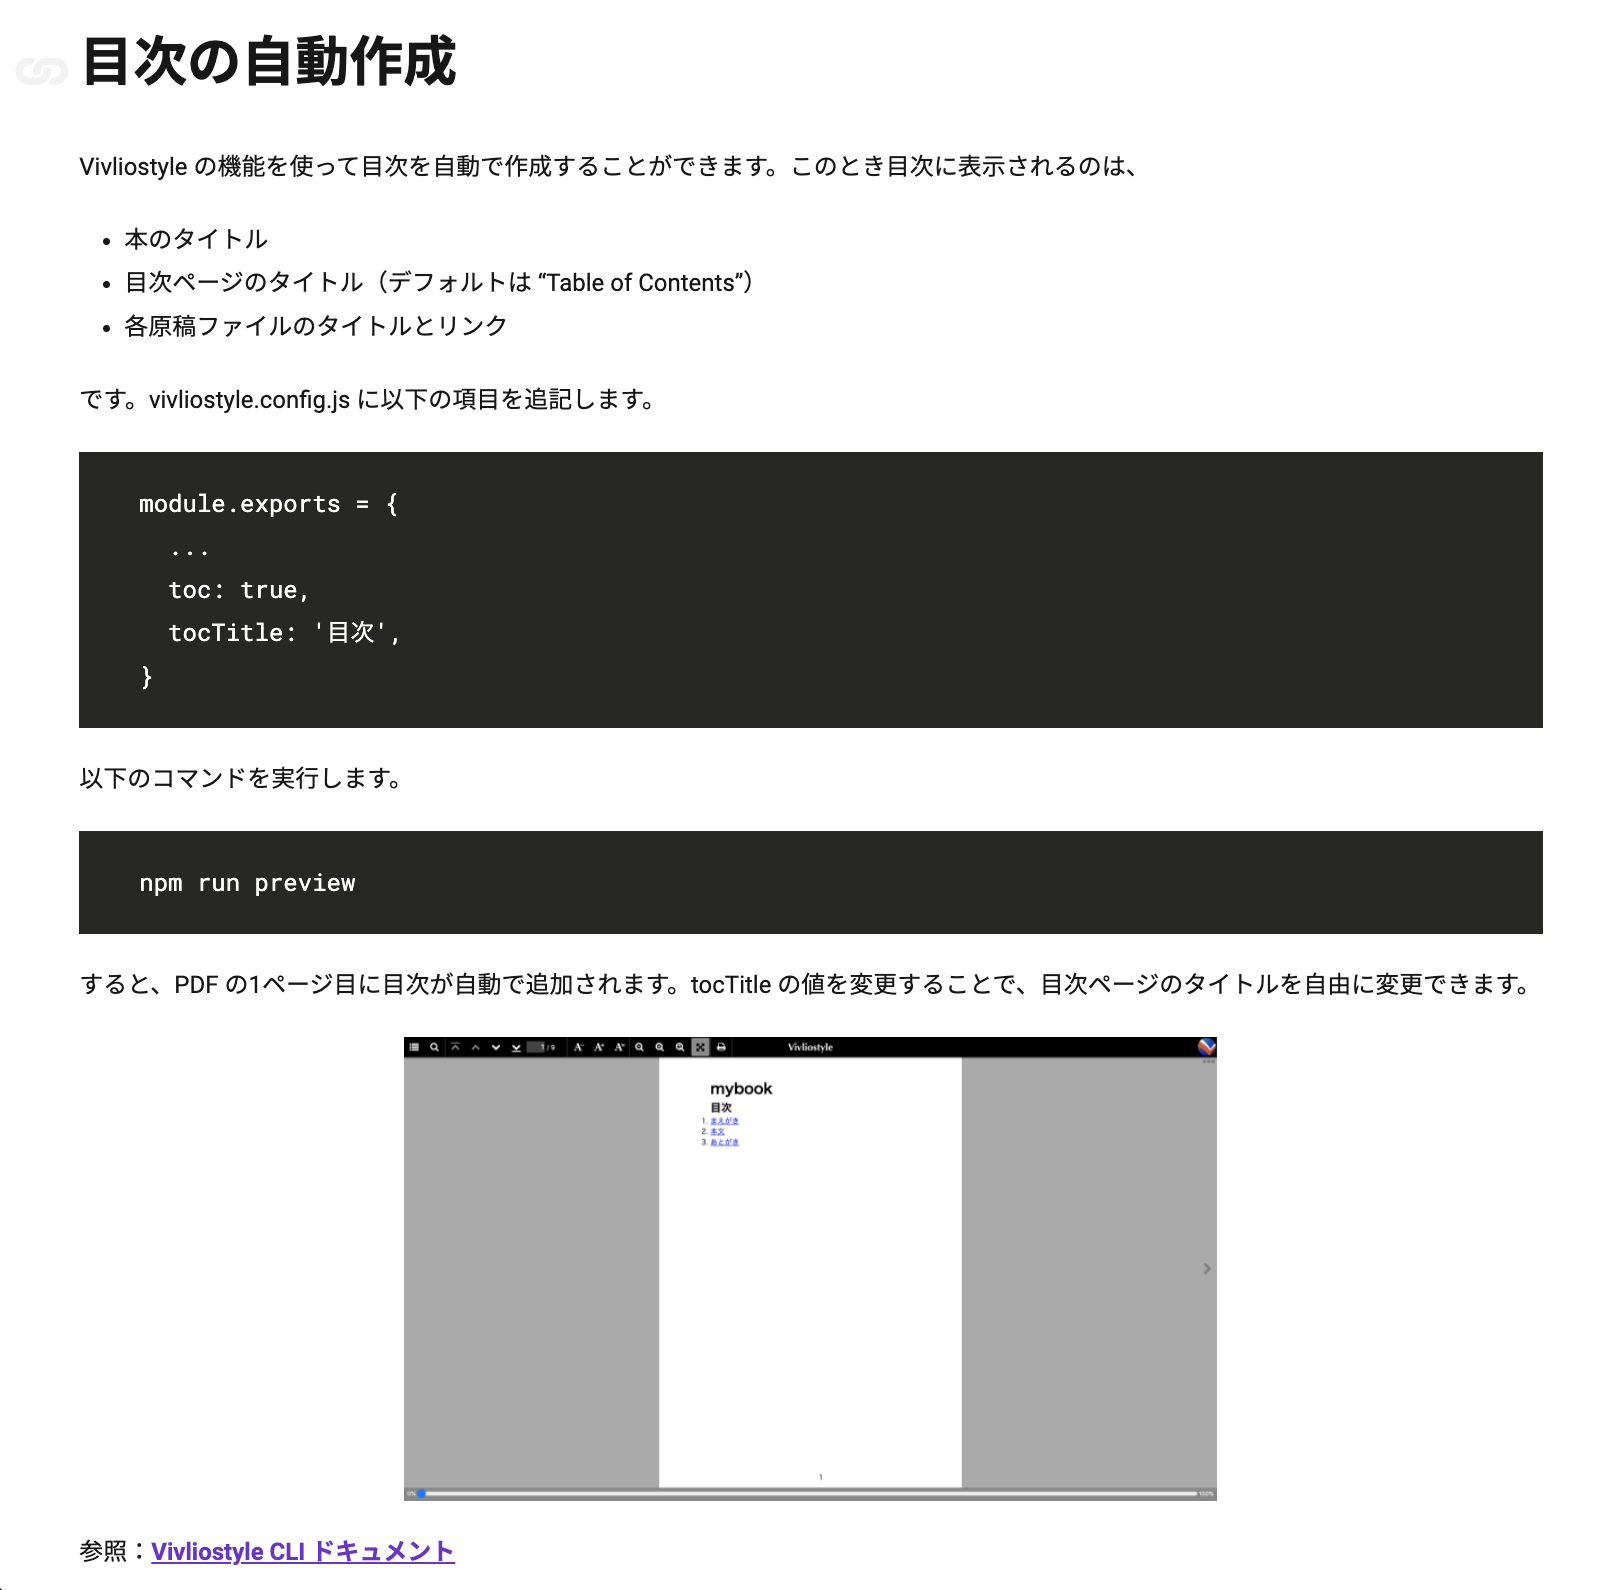 目次の自動作成
Vivliostyle の機能を使って目次を自動で作成することができます。このとき目次に表示されるのは、
• 本のタイトル
• 目次ページのタイトル（デフォルトは “Table of Contents”）
• 各原稿ファイルのタイトルとリンク
です。vivliostyle.config.js に以下の項目を追記します。
module.exports = {
...
toc: true,
tocTitle: '目次',
}
以下のコマンドを実行します。
npm run preview
すると、PDF の1ページ目に目次が自動で追加されます。tocTitle の値を変更することで、目次ページのタイトルを自由に変更できます。
1 / 9 A- A+ A+ Vivliostyle
mybook
目次
1. まえがき
2. 本文
3. あとがき
1
0% 100%
参照：Vivliostyle CLI ドキュメント